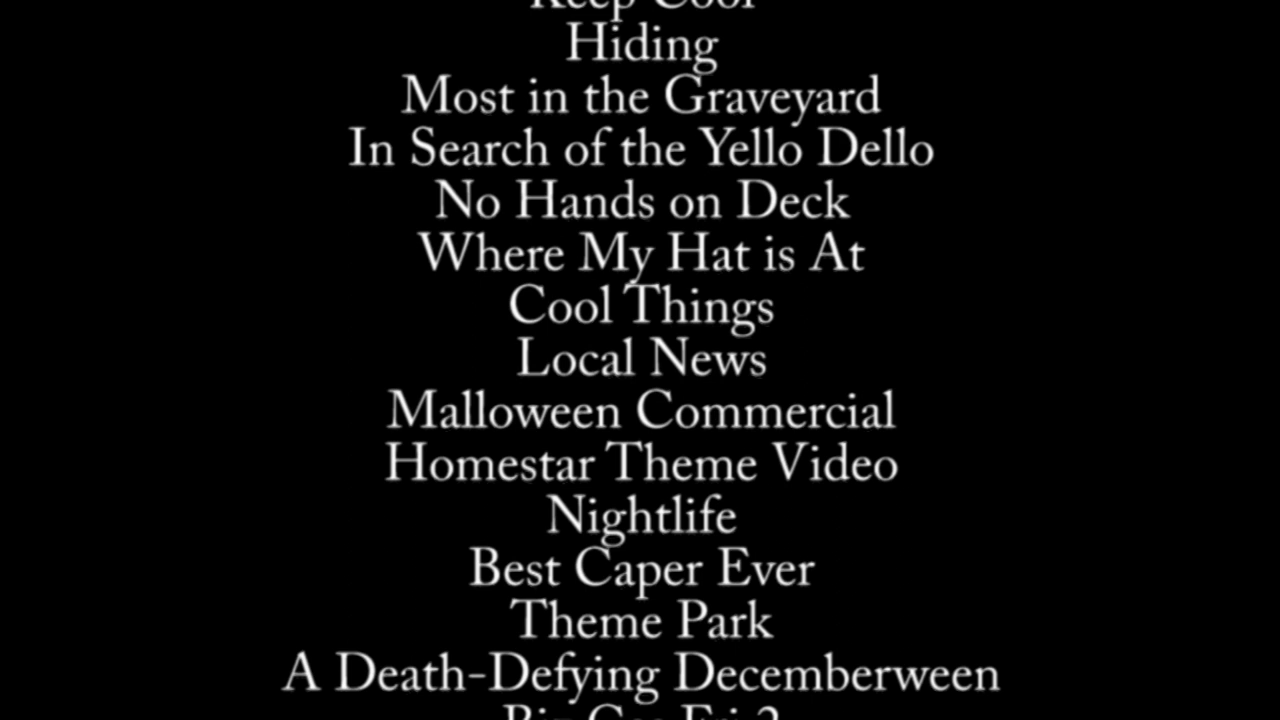 Keep Cool
Hiding
Most in the Graveyard
In Search of the Yello Dello
No Hands on Deck
Where My Hat is At
Cool Things
Local News
Malloween Commercial
Homestar Theme Video
Nightlife
Best Caper Ever
Theme Park
A Death-Defying Decemberween